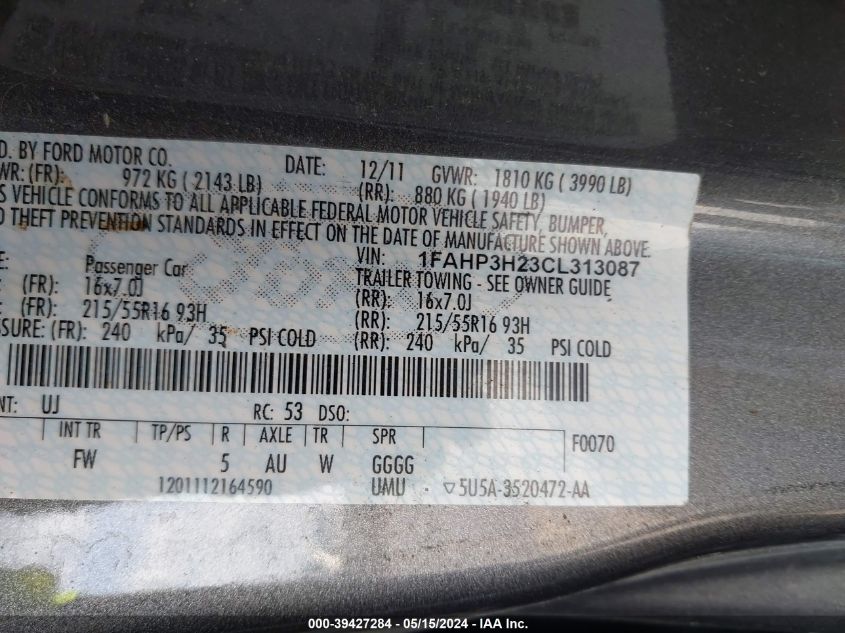 D. BY FORD MOTOR CO. DATE: 12/11 GVWR: 1810 KG ( 3990 LB)
WR: (FR): 972 KG ( 2143 LB) (RR): 880 KG ( 1940 LB)
S VEHICLE CONFORMS TO ALL APPLICABLE FEDERAL MOTOR VEHICLE SAFETY, BUMPER,
D THEFT PREVENTION STANDARDS IN EFFECT ON THE DATE OF MANUFACTURE SHOWN ABOVE.
VIN: 1FAHP3H23CL313087
E: Passenger Car TRAILER TOWING - SEE OWNER GUIDE
(FR): 16x7.0J (RR): 16x7.0J
(FR): 215/55R16 93H (RR): 215/55R16 93H
SSURE: (FR): 240 kPa/ 35 PSI COLD (RR): 240 kPa/ 35 PSI COLD
NT: UJ RC: 53 DSO:
INT TR TP/PS R AXLE TR SPR F0070
FW 5 AU W GGGG
1201112164590 UMU ▽5U5A-3520472-AA
000-39427284 - 05/15/2024 - IAAI.com